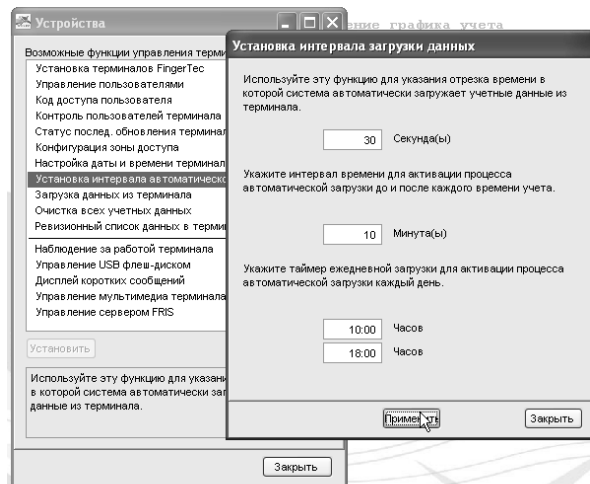 Устройства
ение графика учета
Возможные функции управления терми
Установка терминалов FingerTec
Управление пользователями
Код доступа пользователя
Контроль пользователей терминала
Статус послед. обновления терминал
Конфигурация зоны доступа
Настройка даты и времени терминал
Установка интервала автоматическо
Загрузка данных из терминала
Очистка всех учетных данных
Ревизионный список данных в терми
Наблюдение за работой терминала
Управление USB флеш-диском
Дисплей коротких сообщений
Управление мультимедиа терминала
Управление сервером FRIS
Установить
Используйте эту функцию для указани
в которой система автоматически заг
данные из терминала.
Закрыть
Установка интервала загрузки данных
Используйте эту функцию для указания отрезка времени в
которой система автоматически загружает учетные данные из
терминала.
30 Секунда(ы)
Укажите интервал времени для активации процесса
автоматической загрузки до и после каждого времени учета.
10 Минута(ы)
Укажите таймер ежедневной загрузки для активации процесса
автоматической загрузки каждый день.
10:00 Часов
18:00 Часов
Применить
Закрыть